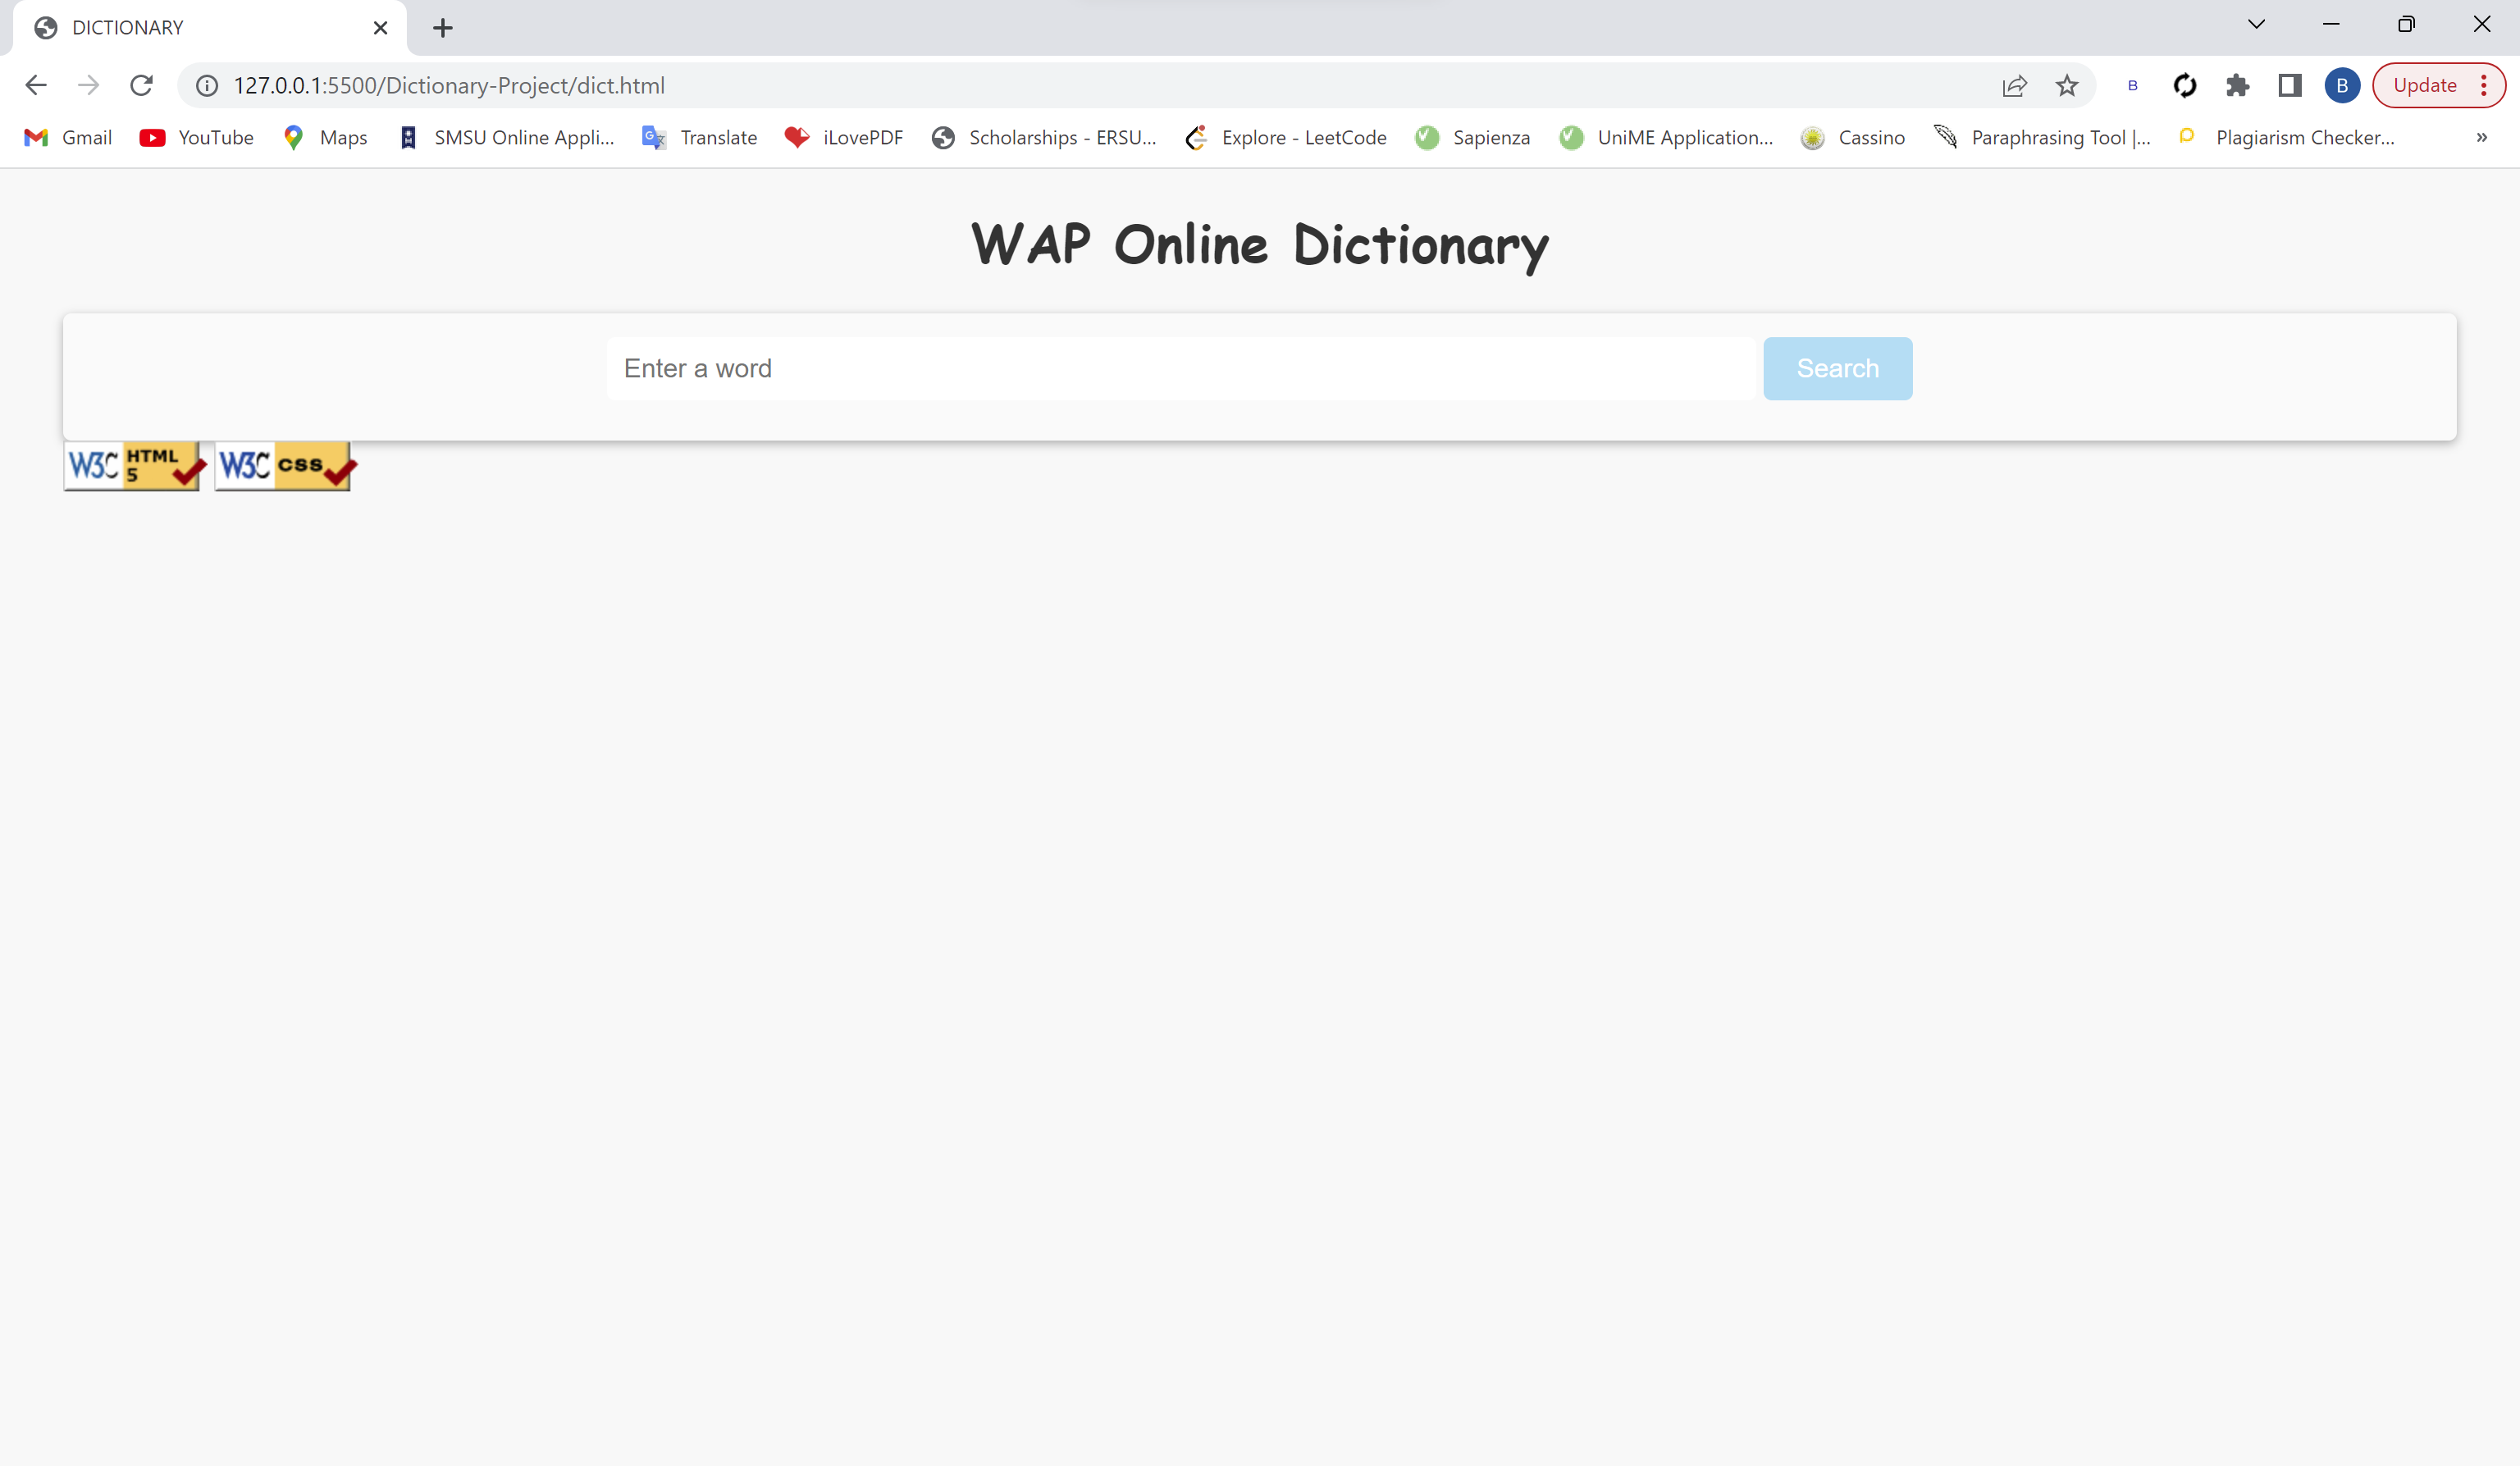 DICTIONARY
127.0.0.1:5500/Dictionary-Project/dict.html
B
B
Update
Gmail
YouTube
Maps
SMSU Online Appli...
Translate
iLovePDF
Scholarships - ERSU...
Explore - LeetCode
Sapienza
UniME Application...
Cassino
Paraphrasing Tool |...
Plagiarism Checker...
»
WAP Online Dictionary
Enter a word
Search
W3C HTML 5
W3C css